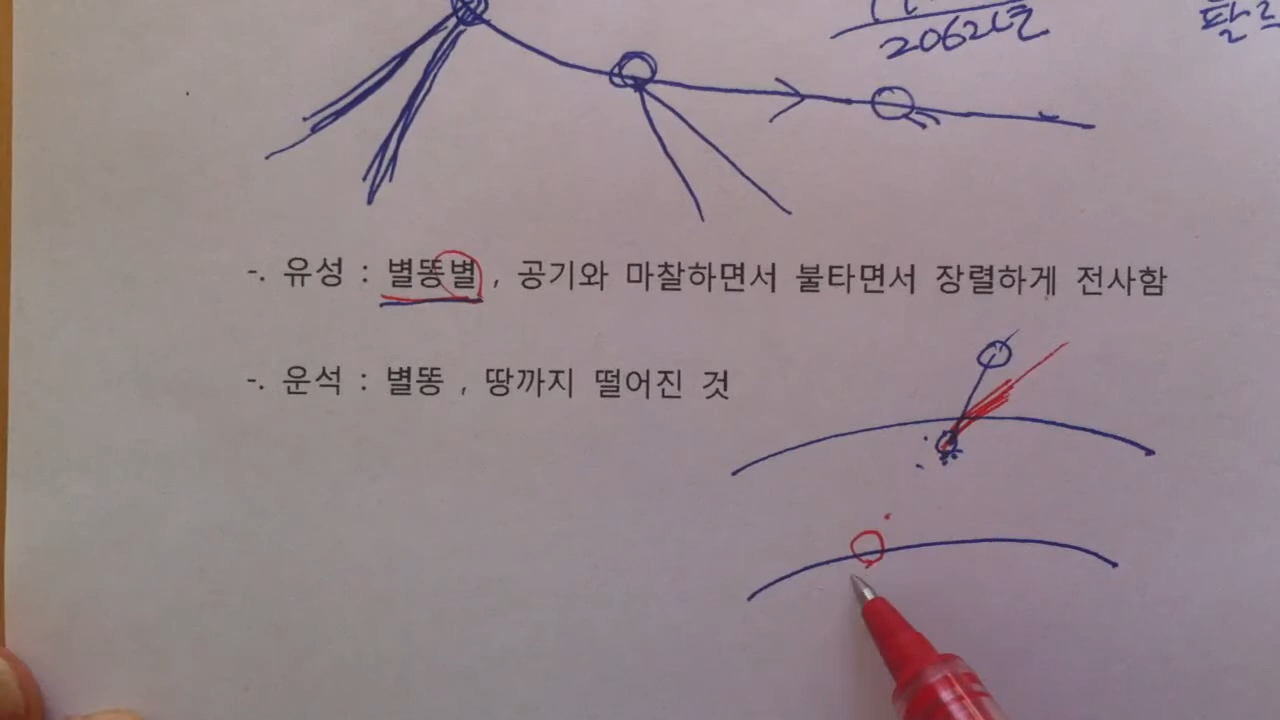 2062년
-. 유성 : 별똥별 , 공기와 마찰하면서 불타면서 장렬하게 전사함
-. 운석 : 별똥 , 땅까지 떨어진 것